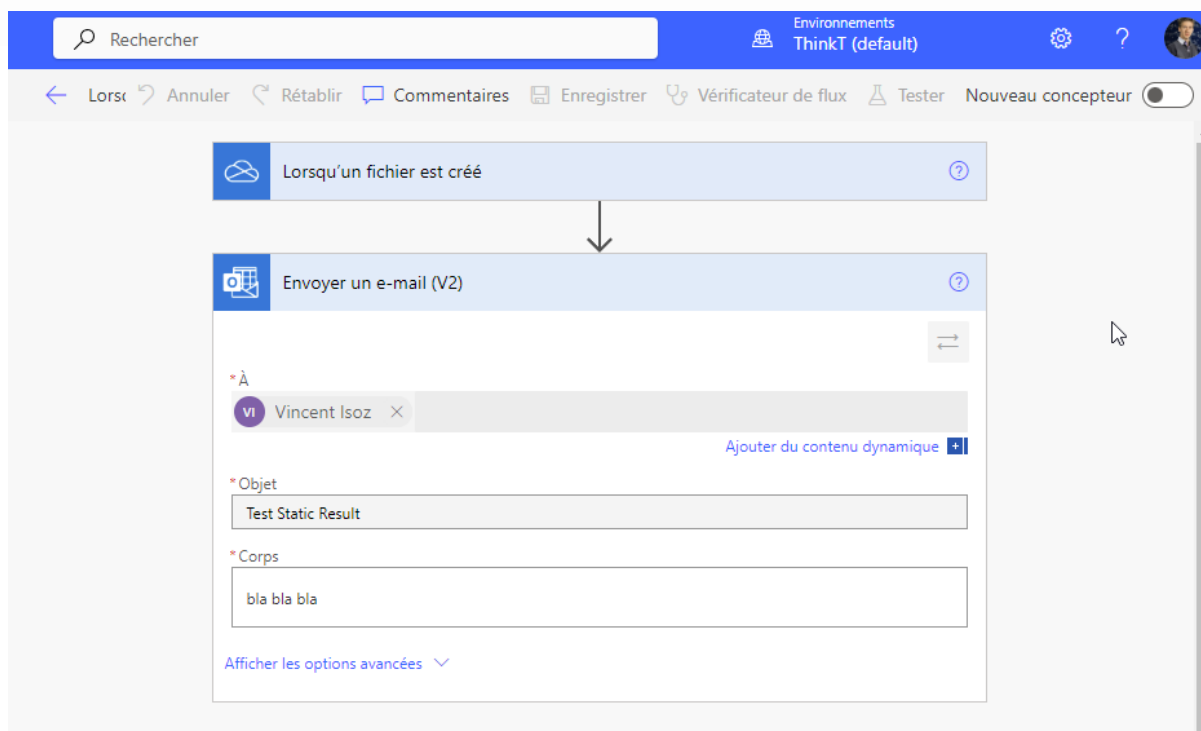 Rechercher
Environnements
ThinkT (default)
?
Lorsc Annuler Rétablir Commentaires Enregistrer Vérificateur de flux Tester Nouveau concepteur
Lorsqu'un fichier est créé ?
Envoyer un e-mail (V2) ?
*À
VI Vincent Isoz
Ajouter du contenu dynamique
*Objet
Test Static Result
*Corps
bla bla bla
Afficher les options avancées